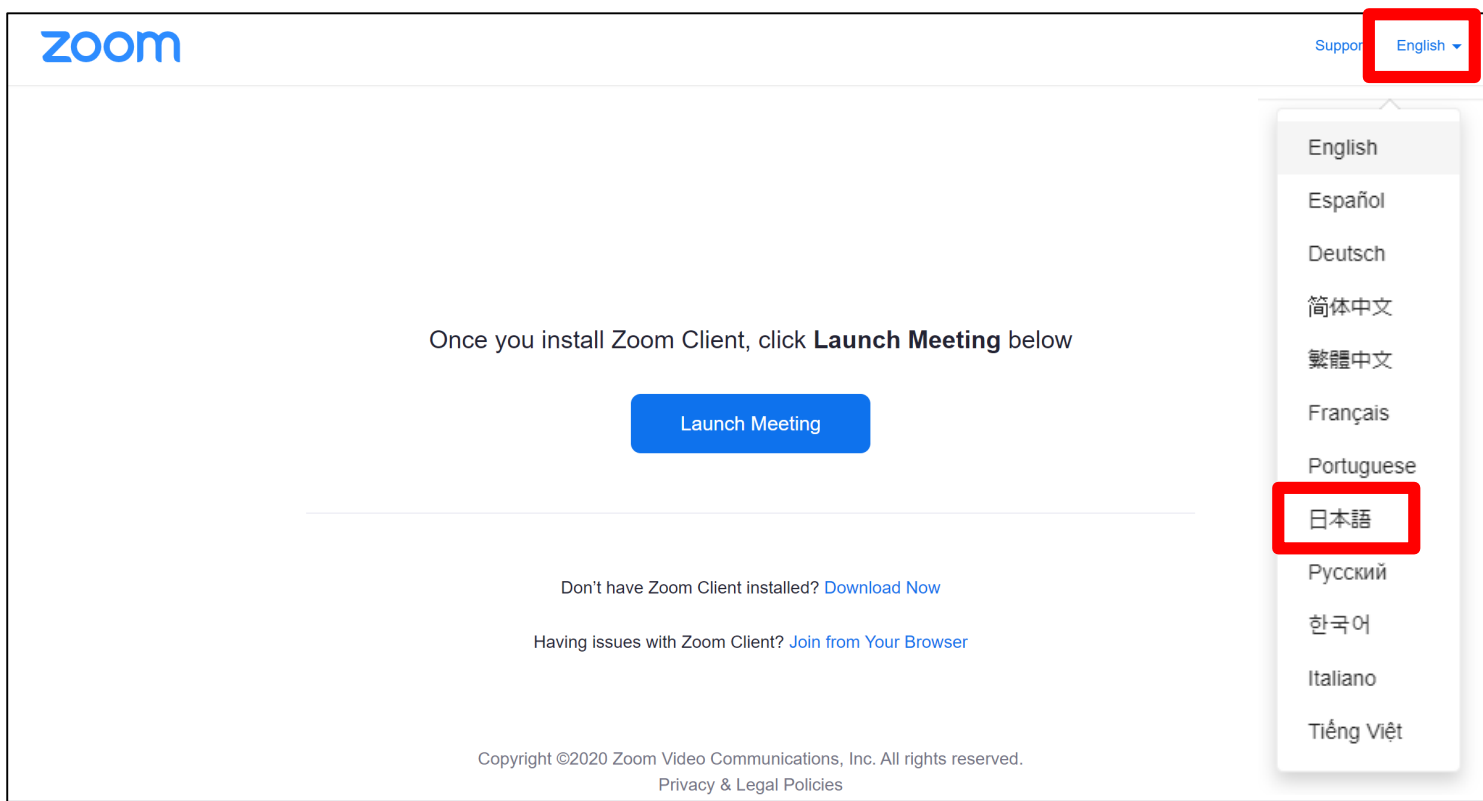 zoom
Suppor English
English
Español
Deutsch
简体中文
繁體中文
Français
Portuguese
日本語
Русский
한국어
Italiano
Tiếng Việt
Once you install Zoom Client, click Launch Meeting below
Launch Meeting
Don't have Zoom Client installed? Download Now
Having issues with Zoom Client? Join from Your Browser
Copyright ©2020 Zoom Video Communications, Inc. All rights reserved.
Privacy & Legal Policies